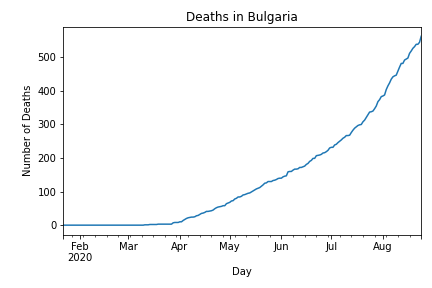 Deaths in Bulgaria
Number of Deaths
500
400
300
200
100
0
Feb
2020
Mar
Apr
May
Jun
Jul
Aug
Day